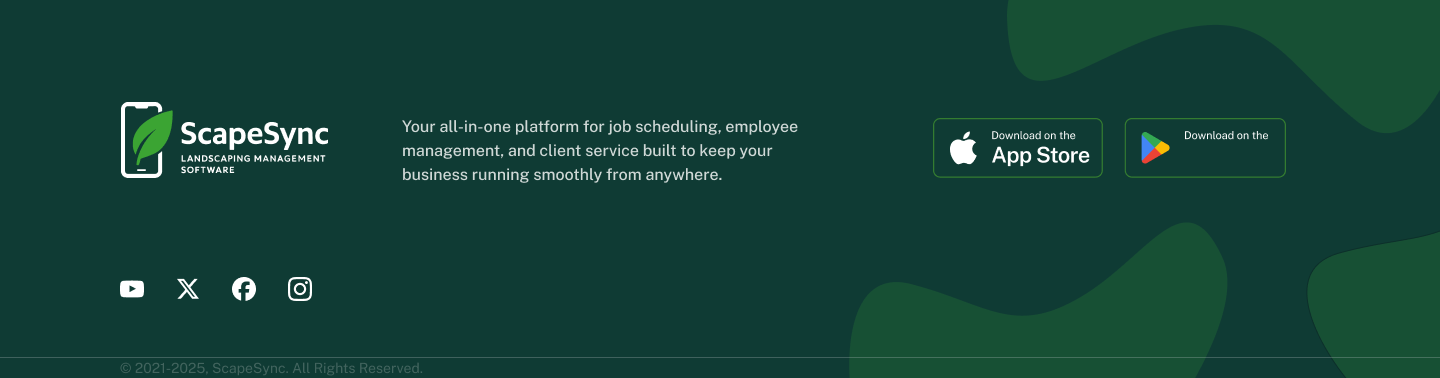 ScapeSync
LANDSCAPING MANAGEMENT
SOFTWARE
Your all-in-one platform for job scheduling, employee
management, and client service built to keep your
business running smoothly from anywhere.
Download on the
App Store
Download on the
© 2021-2025, ScapeSync. All Rights Reserved.